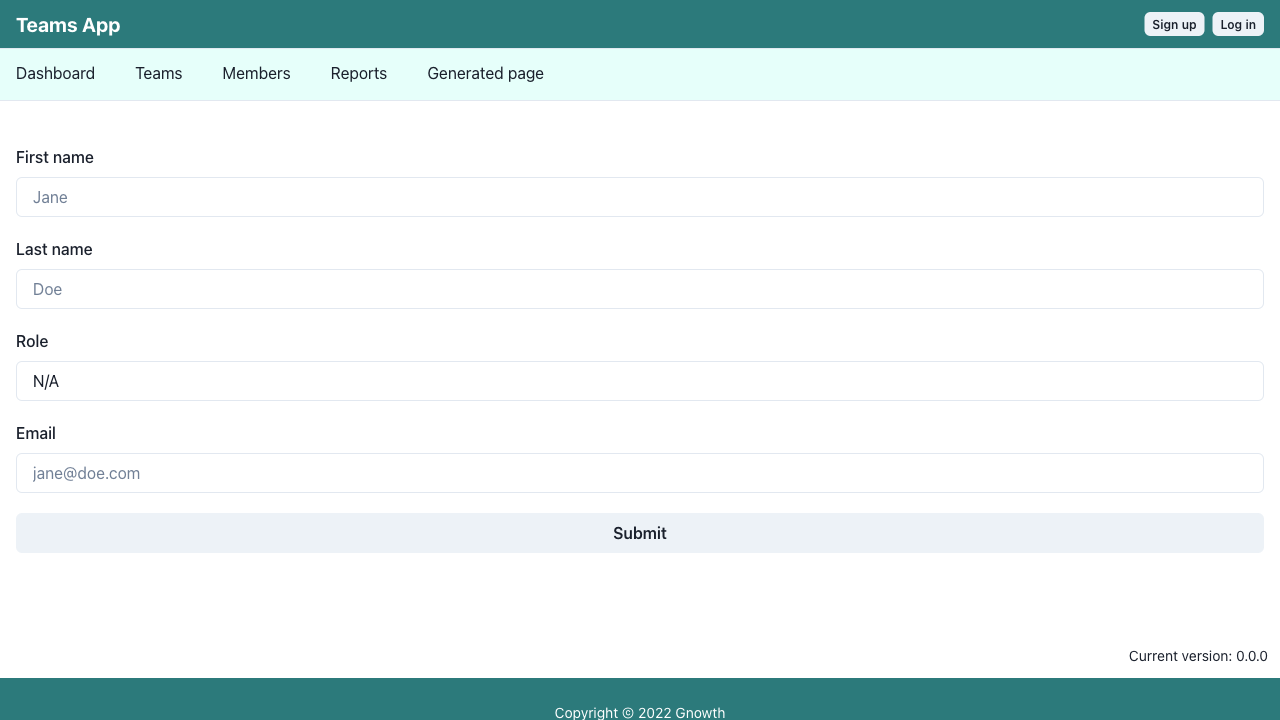 Teams App
Sign up
Log in
Dashboard
Teams
Members
Reports
Generated page
First name
Jane
Last name
Doe
Role
N/A
Email
jane@doe.com
Submit
Current version: 0.0.0
Copyright © 2022 Gnowth